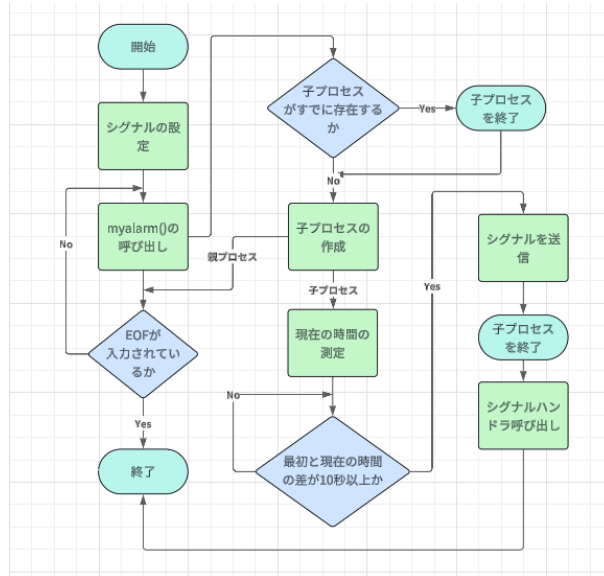 開始
シグナルの設
定
myalarm()の
呼び出し
No
EOFが
入力されてい
るか
Yes
終了
子プロセス
がすでに存在する
か
Yes
子プロセス
を終了
No
子プロセスの
作成
親プロセス
子プロセス
現在の時間の
測定
No
最初と現在の時間
の差が10秒以上か
Yes
シグナルを送
信
子プロセス
を終了
シグナルハン
ドラ呼び出し